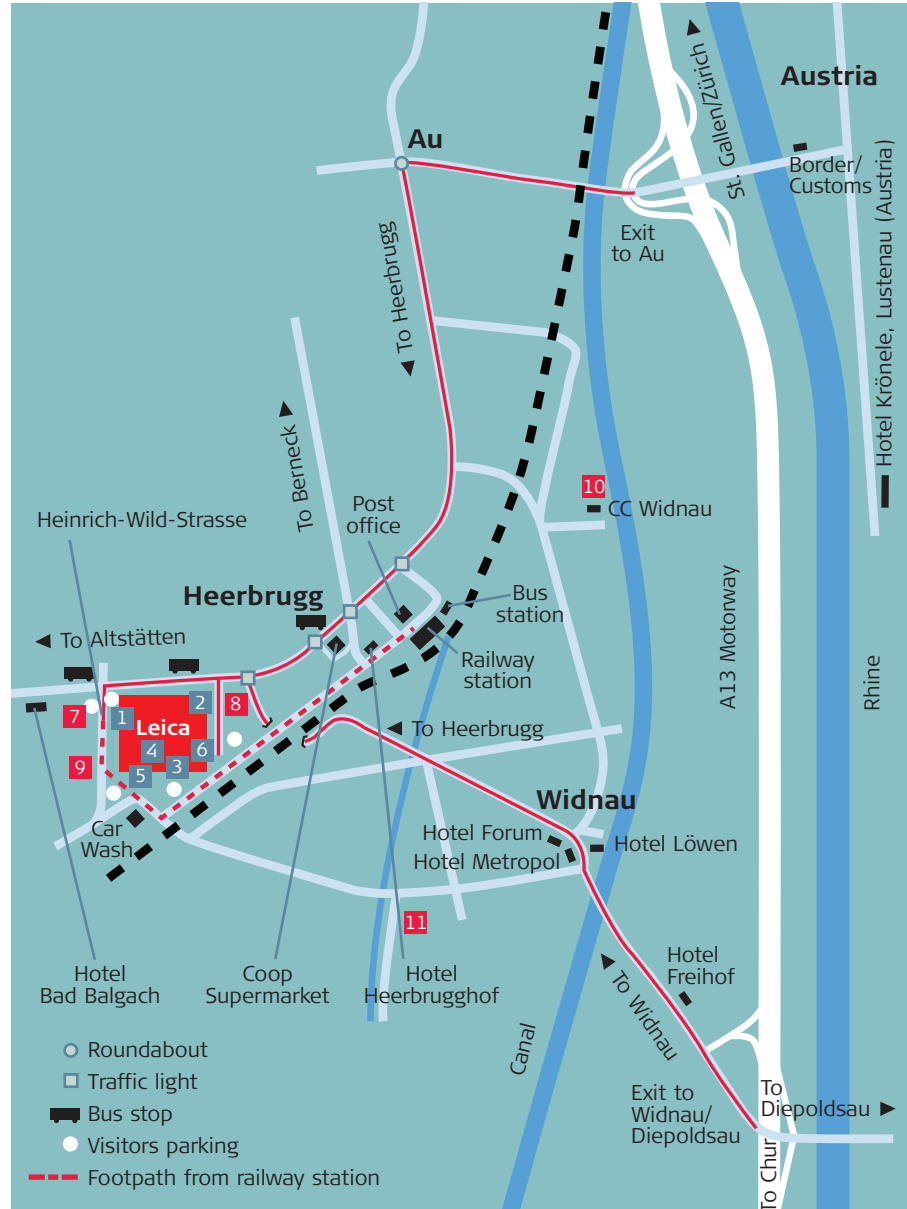 Austria
St. Gallen/Zürich
Au
Border/
Customs
Hotel Krönele, Lustenau (Austria)
Exit
to Au
To Heerbrugg
To Berneck
10
CC Widnau
Post
office
Heinrich-Wild-Strasse
A13 Motorway
Rhine
Heerbrugg
Bus
station
To Altstätten
Railway
station
7
1
2
8
Leica
4
6
9
5
3
To Heerbrugg
Car
Wash
Widnau
Hotel Forum
Hotel Metropol
Hotel Löwen
11
Hotel
Bad Balgach
Coop
Supermarket
Hotel
Heerbrugghof
Hotel
Freihof
To Widnau
Canal
Roundabout
Traffic light
Bus stop
Visitors parking
Footpath from railway station
Exit to
Widnau/
Diepoldsau
To
Diepoldsau
To Chur